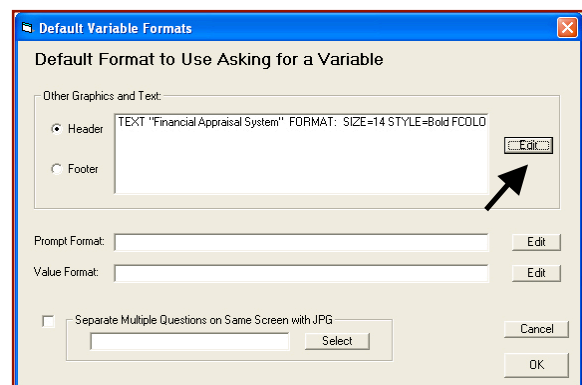 Default Variable Formats
Default Format to Use Asking for a Variable
Other Graphics and Text:
Header
TEXT "Financial Appraisal System" FORMAT: SIZE=14 STYLE=Bold FCOLO
Edit
Footer
Prompt Format:
Edit
Value Format:
Edit
Separate Multiple Questions on Same Screen with JPG
Select
Cancel
OK